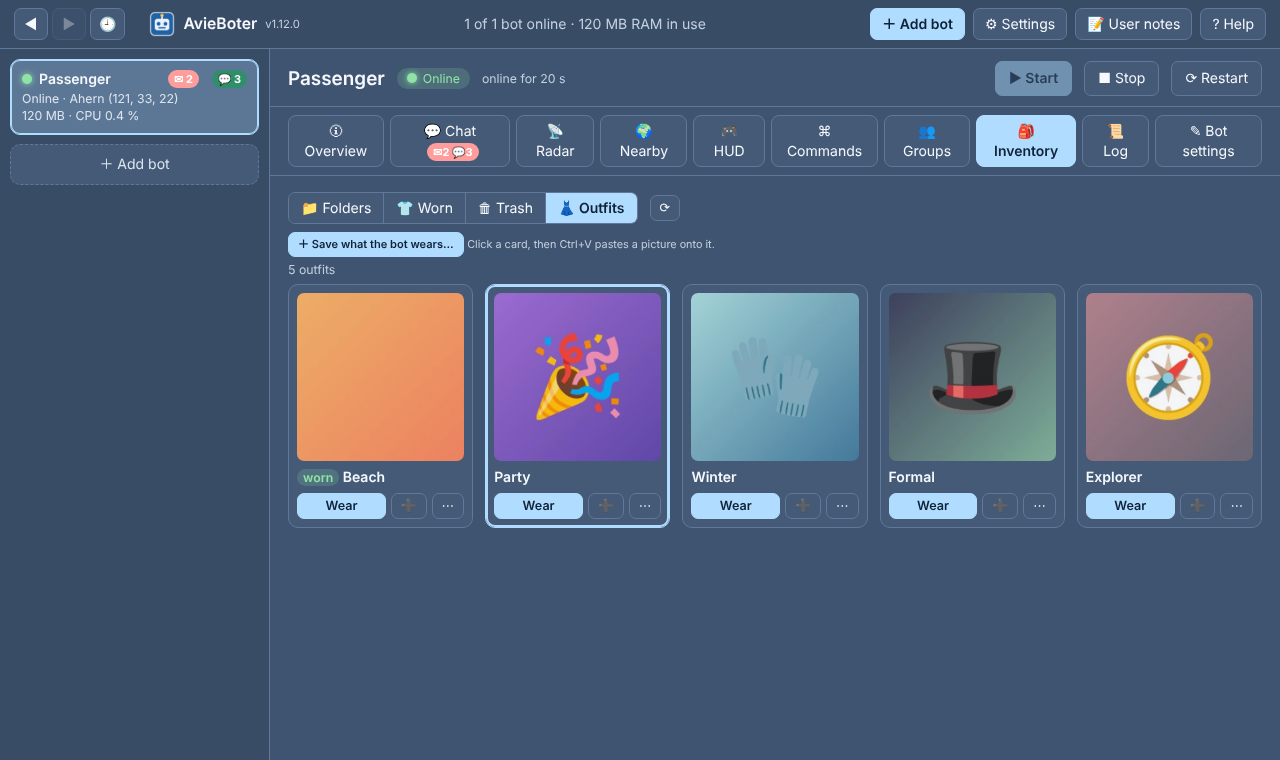 ◀ ▶ 🕘 AvieBoter v1.12.0 1 of 1 bot online · 120 MB RAM in use + Add bot ⚙ Settings 📝 User notes ? Help
Passenger ✉ 2 💬 3
Online · Ahern (121, 33, 22)
120 MB · CPU 0.4 %
+ Add bot
Passenger Online online for 20 s ▶ Start ■ Stop ⟳ Restart
🛈 Overview
💬 Chat ✉2 💬3
📡 Radar
🌍 Nearby
🎮 HUD
⌘ Commands
👥 Groups
🎒 Inventory
📜 Log
✎ Bot settings
📁 Folders 👕 Worn 🗑 Trash 👗 Outfits ⟳
+ Save what the bot wears... Click a card, then Ctrl+V pastes a picture onto it.
5 outfits
worn Beach
Wear ➕ ···
Party
Wear ➕ ···
Winter
Wear ➕ ···
Formal
Wear ➕ ···
Explorer
Wear ➕ ···